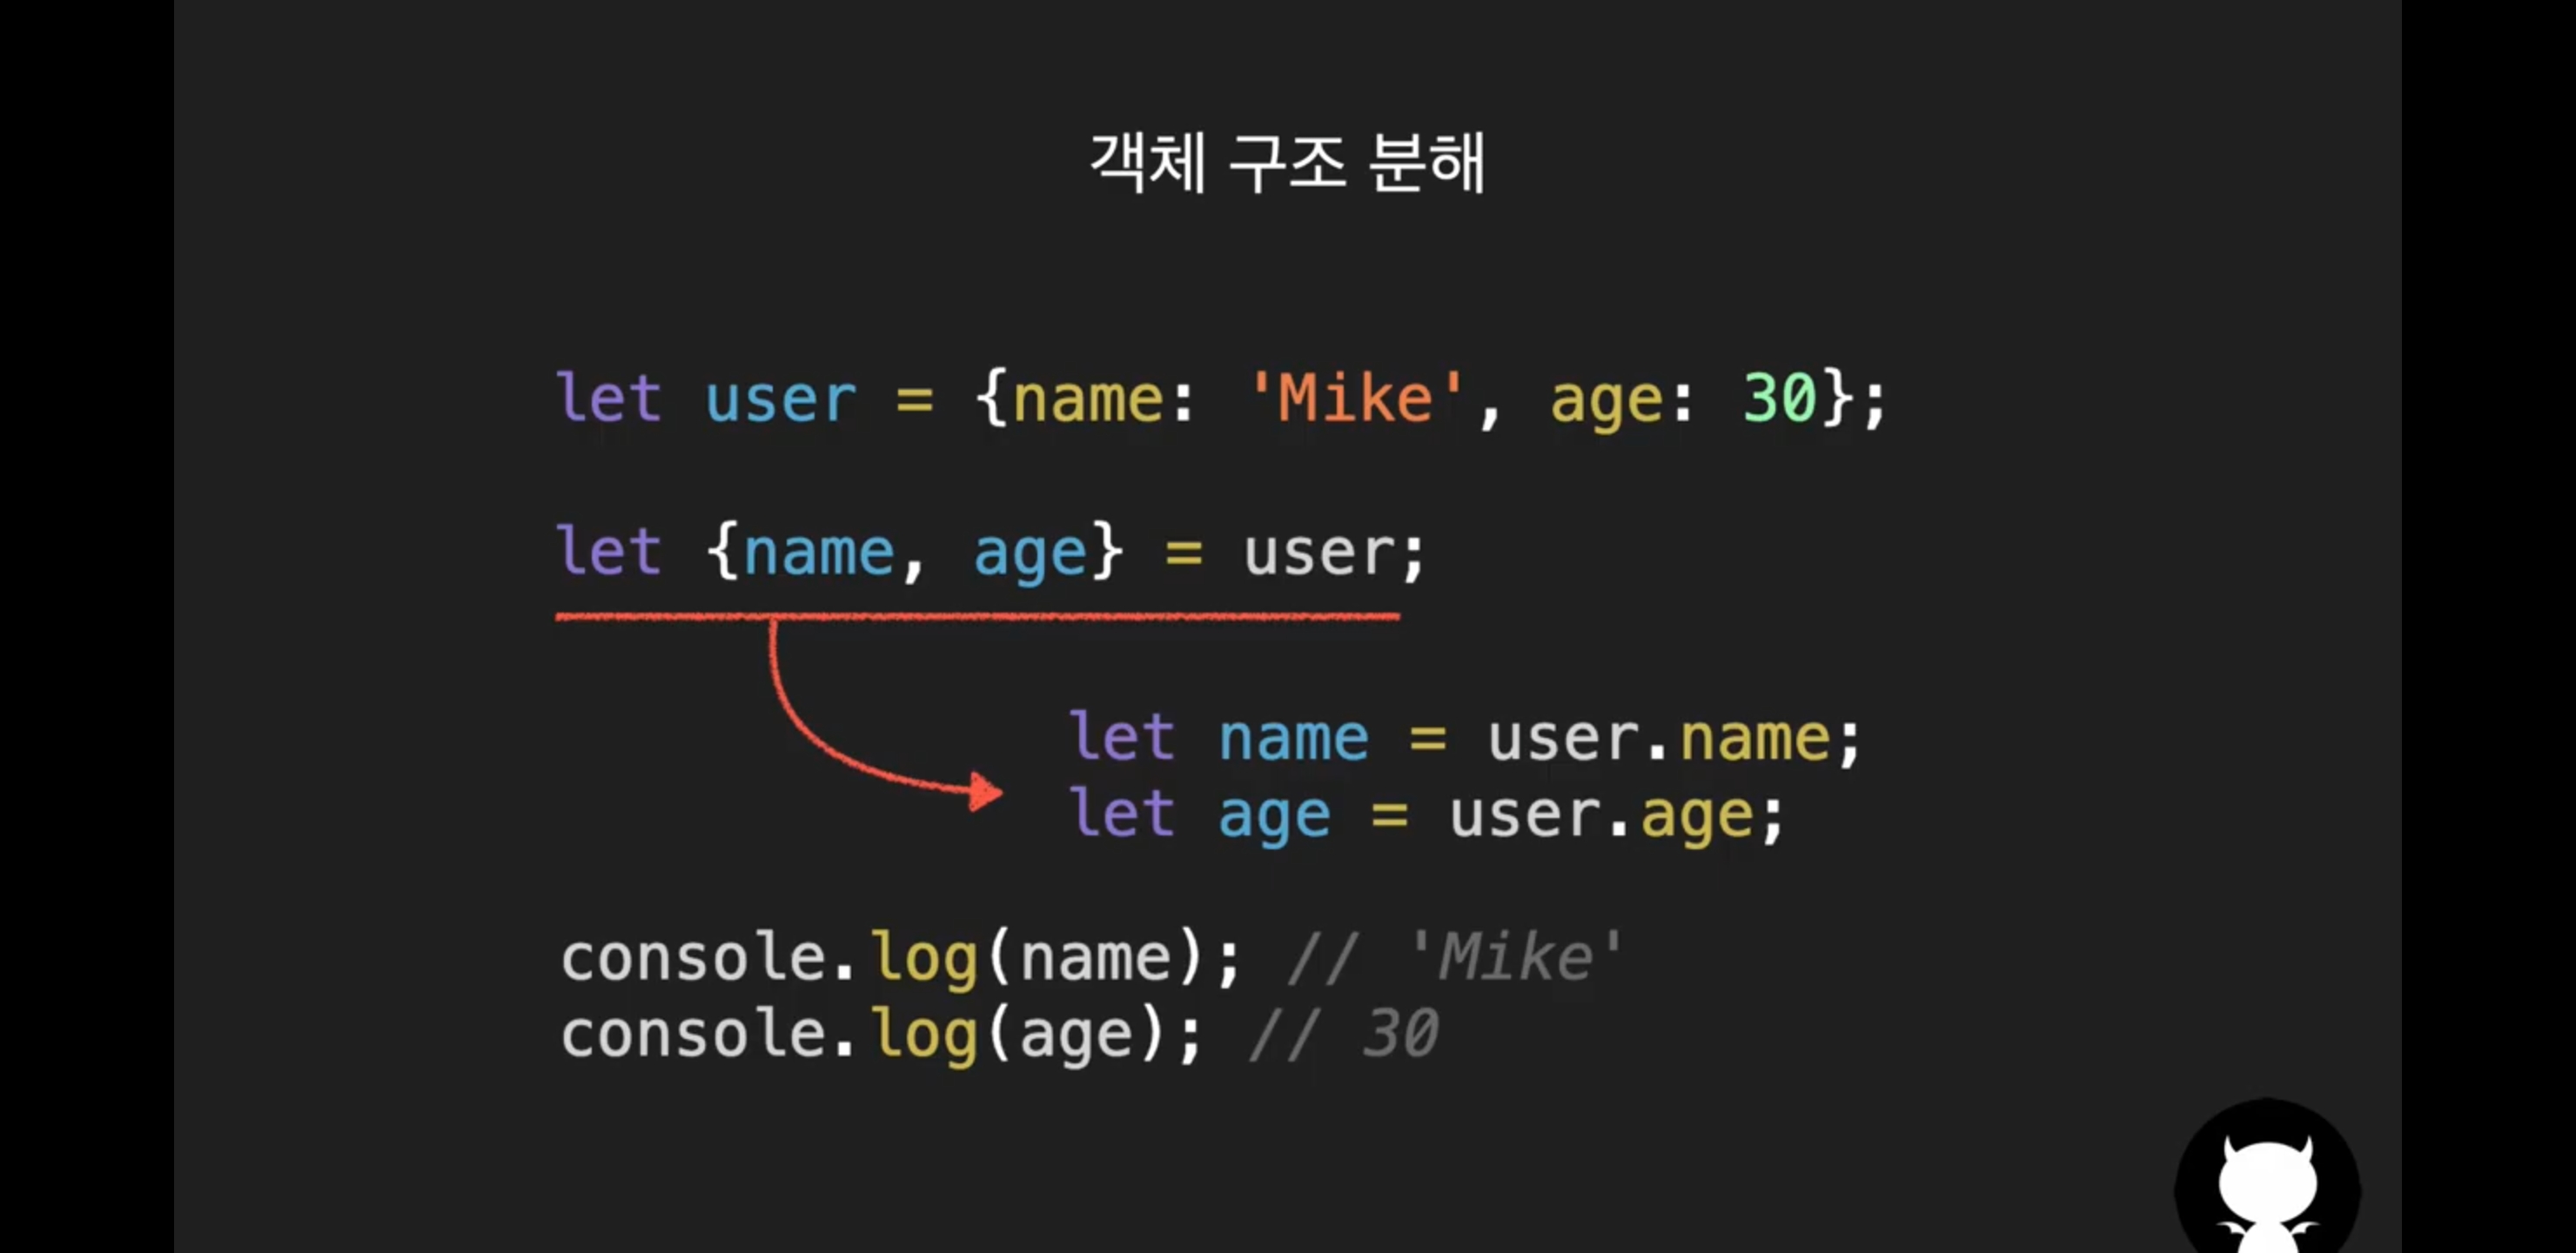 객체 구조 분해
let user = {name: 'Mike', age: 30};
let {name, age} = user;
let name = user.name;
let age = user.age;
console.log(name); // 'Mike'
console.log(age); // 30